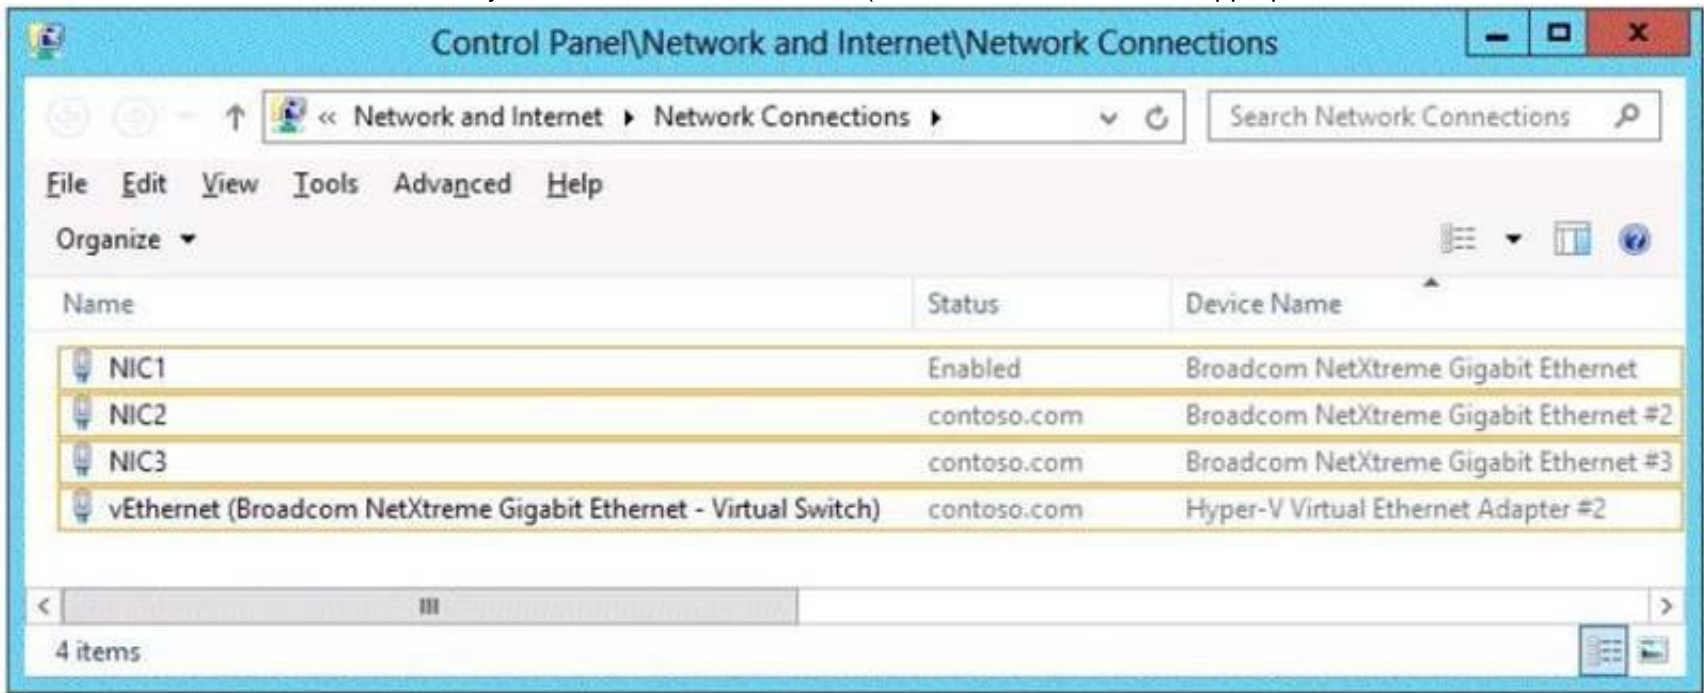 Control Panel\Network and Internet\Network Connections
« Network and Internet Network Connections Search Network Connections
File Edit View Tools Advanced Help
Organize
Name Status Device Name
NIC1 Enabled Broadcom NetXtreme Gigabit Ethernet
NIC2 contoso.com Broadcom NetXtreme Gigabit Ethernet #2
NIC3 contoso.com Broadcom NetXtreme Gigabit Ethernet #3
vEthernet (Broadcom NetXtreme Gigabit Ethernet - Virtual Switch) contoso.com Hyper-V Virtual Ethernet Adapter #2
4 items